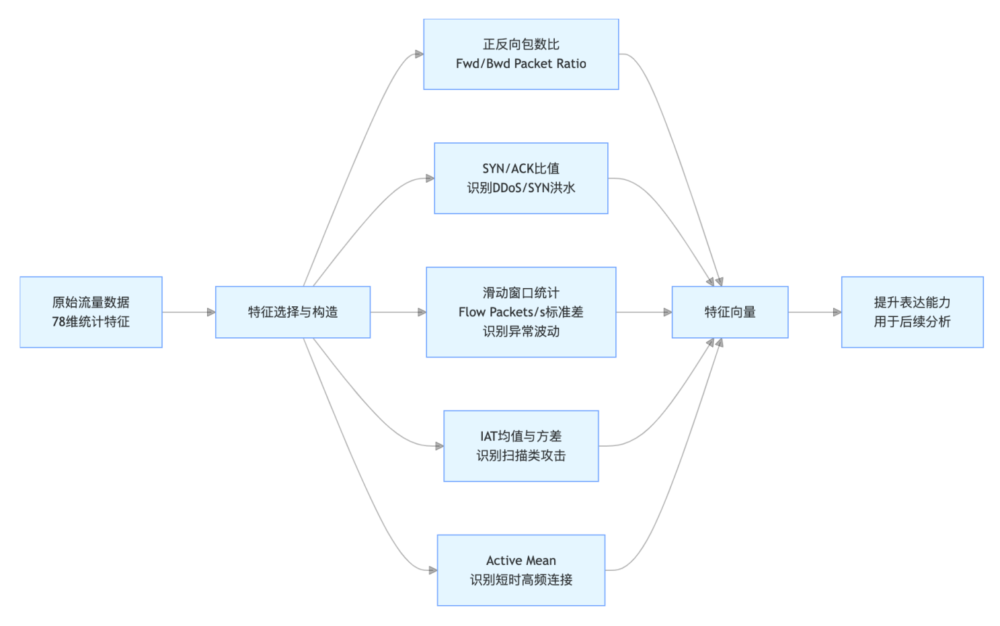 原始流量数据
78维统计特征
特征选择与构造
正反向包数比
Fwd/Bwd Packet Ratio
SYN/ACK比值
识别DDoS/SYN洪水
滑动窗口统计
Flow Packets/s标准差
识别异常波动
IAT均值与方差
识别扫描类攻击
Active Mean
识别短时高频连接
特征向量
提升表达能力
用于后续分析